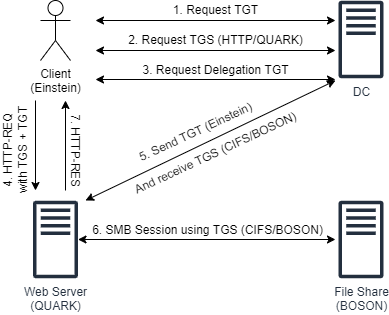 1. Request TGT
2. Request TGS (HTTP/QUARK)
3. Request Delegation TGT
Client
(Einstein)
DC
4. HTTP-REQ
with TGS + TGT
7. HTTP-RES
5. Send TGT (Einstein)
And receive TGS (CIFS/BOSON)
6. SMB Session using TGS (CIFS/BOSON)
Web Server
(QUARK)
File Share
(BOSON)